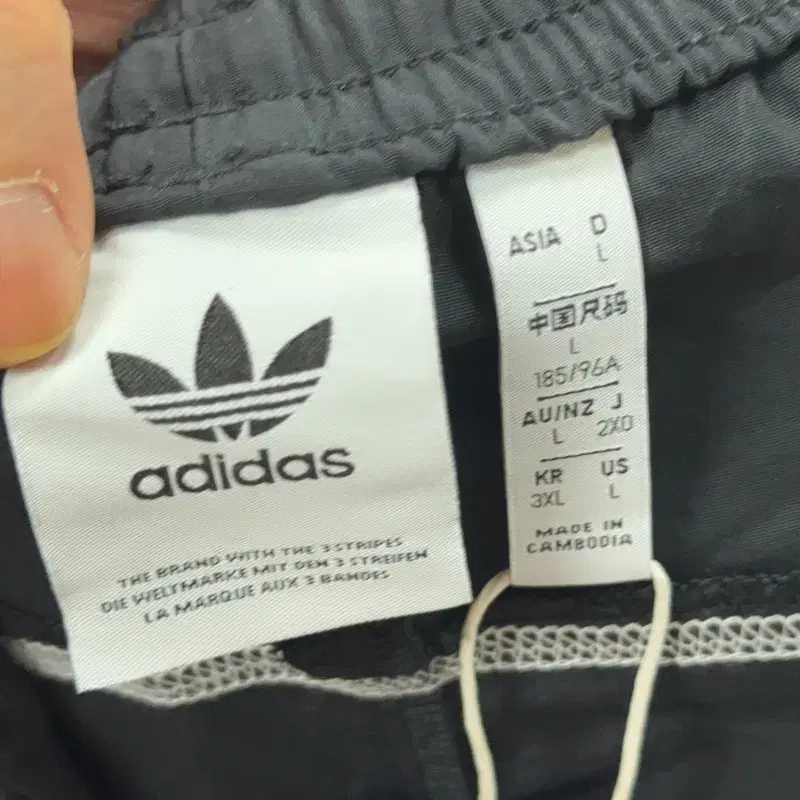 adidas
THE BRAND WITH THE 3 STRIPES
DIE WELTMARKE MIT DEN 3 STREIFEN
LA MARQUE AUX 3 BANDES
ASIA D
L
中国尺码
L
185/96A
AU/NZ J
L 2XO
KR US
3XL L
MADE IN
CAMBODIA